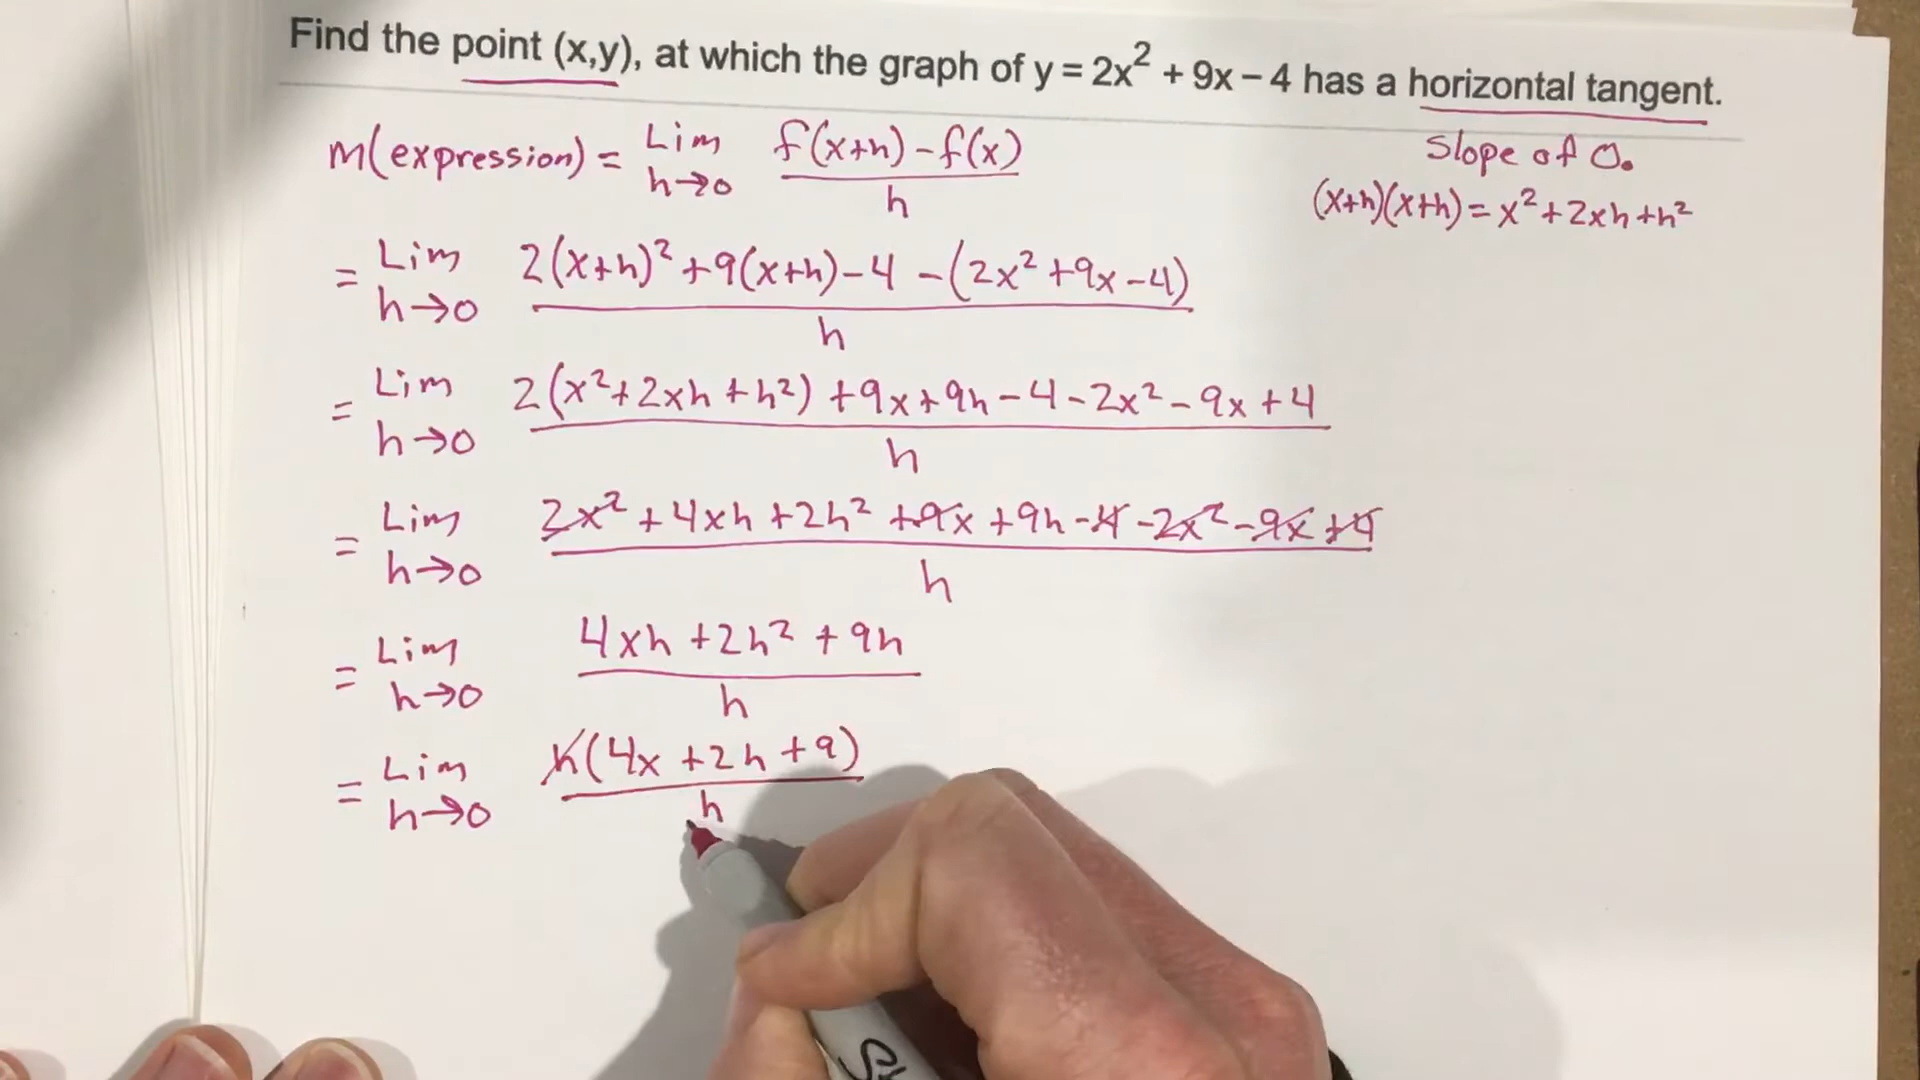 Find the point (x,y), at which the graph of y = 2x² + 9x – 4 has a horizontal tangent.
m(expression) = Lim h→0 f(x+h) - f(x) / h
Slope of 0.
(x+h)(x+h) = x² + 2xh + h²
= Lim h→0 2(x+h)² + 9(x+h) - 4 - (2x² + 9x - 4) / h
= Lim h→0 2(x² + 2xh + h²) + 9x + 9h - 4 - 2x² - 9x + 4 / h
= Lim h→0 2x² + 4xh + 2h² + 9x + 9h - 4 - 2x² - 9x + 4 / h
= Lim h→0 4xh + 2h² + 9h / h
= Lim h→0 h(4x + 2h + 9) / h